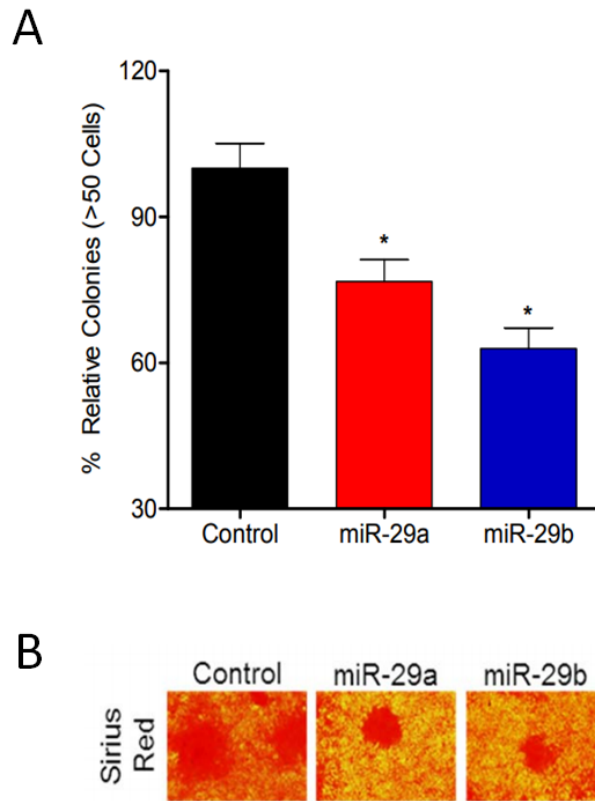 A
% Relative Colonies (>50 Cells)
120
90
60
30
*
*
Control miR-29a miR-29b
B
Control miR-29a miR-29b
Sirius
Red